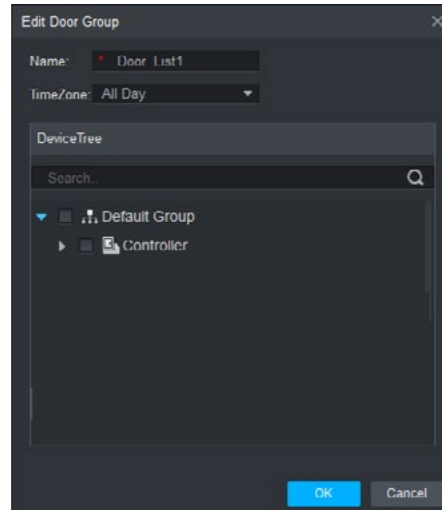 Edit Door Group
Name: * Door_List1
TimeZone: All Day
DeviceTree
Search..
Default Group
Controller
OK Cancel